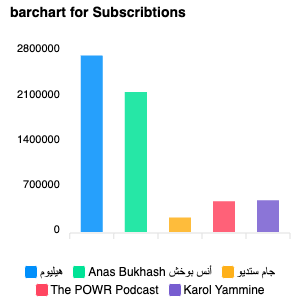 barchart for Subscribtions
2800000
2100000
1400000
700000
0
هيليوم Anas Bukhash أنس بوخش جام ستديو
The POWR Podcast Karol Yammine